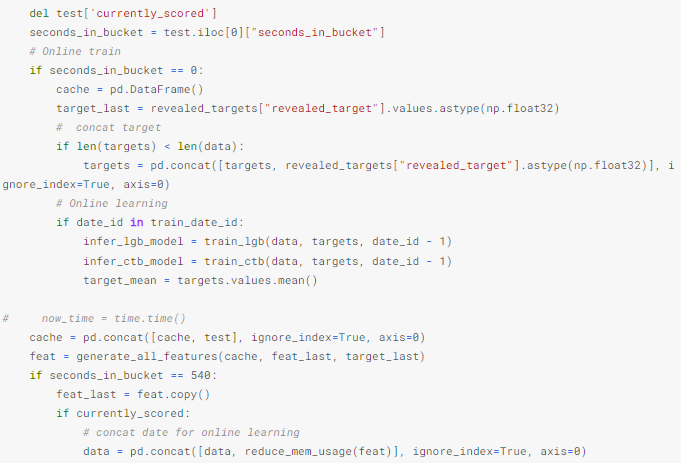 del test['currently_scored']
seconds_in_bucket = test.iloc[0]["seconds_in_bucket"]
# Online train
if seconds_in_bucket == 0:
cache = pd.DataFrame()
target_last = revealed_targets["revealed_target"].values.astype(np.float32)
#  concat target
if len(targets) < len(data):
targets = pd.concat([targets, revealed_targets["revealed_target"].astype(np.float32)], i
gnore_index=True, axis=0)
# Online learning
if date_id in train_date_id:
infer_lgb_model = train_lgb(data, targets, date_id - 1)
infer_ctb_model = train_ctb(data, targets, date_id - 1)
target_mean = targets.values.mean()
#     now_time = time.time()
cache = pd.concat([cache, test], ignore_index=True, axis=0)
feat = generate_all_features(cache, feat_last, target_last)
if seconds_in_bucket == 540:
feat_last = feat.copy()
if currently_scored:
# concat date for online learning
data = pd.concat([data, reduce_mem_usage(feat)], ignore_index=True, axis=0)